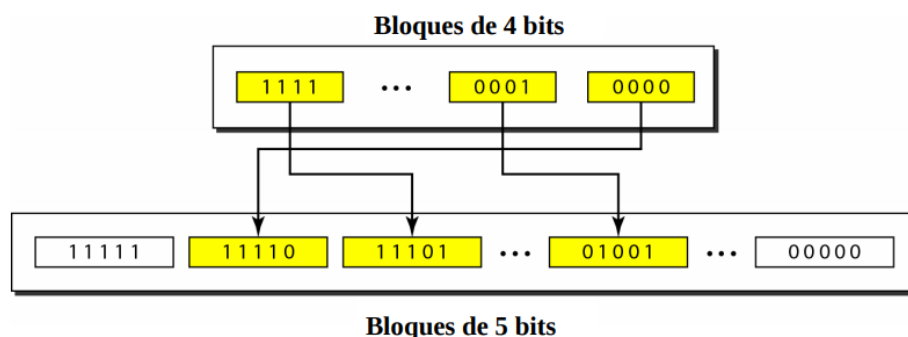 Bloques de 4 bits
1111 ... 0001 0000
11111 11110 11101 ... 01001 ... 00000
Bloques de 5 bits